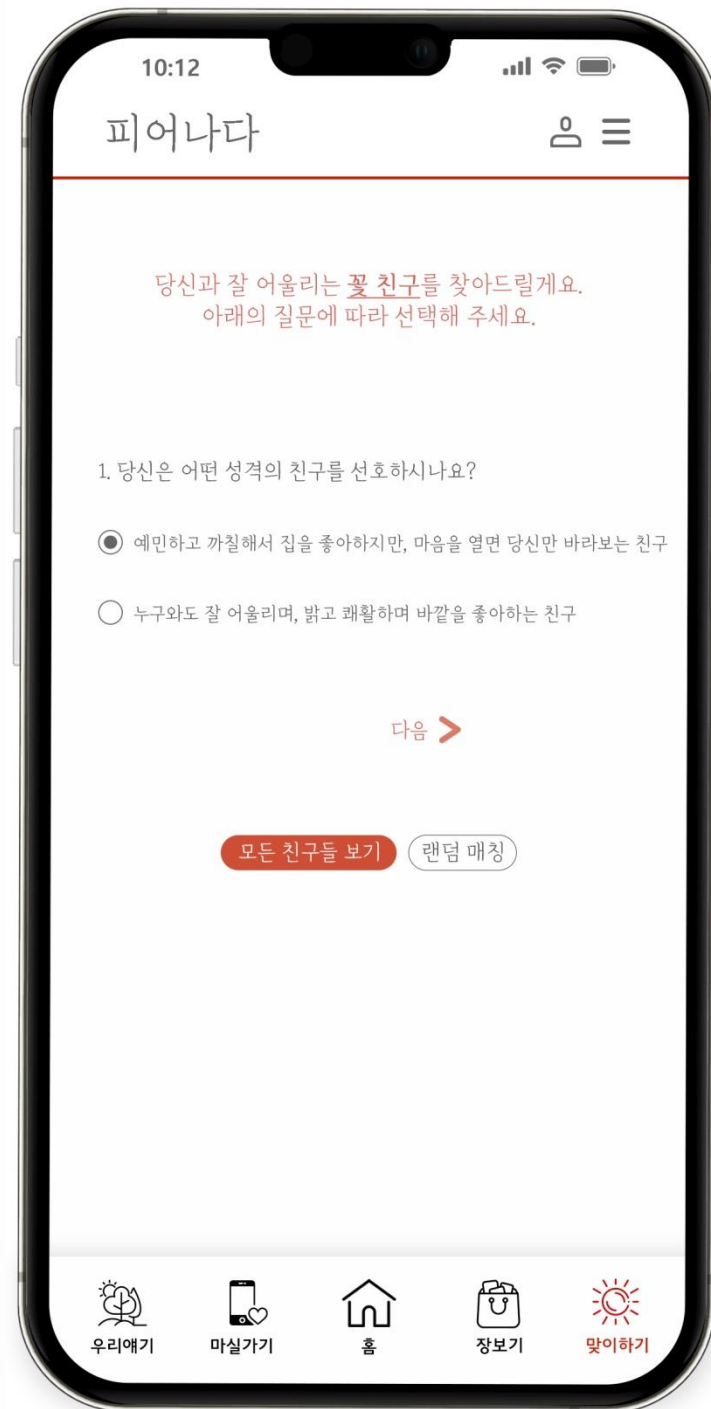 10:12
피어나다
당신과 잘 어울리는 꽃 친구를 찾아드릴게요.
아래의 질문에 따라 선택해 주세요.
1. 당신은 어떤 성격의 친구를 선호하시나요?
예민하고 까칠해서 집을 좋아하지만, 마음을 열면 당신만 바라보는 친구
누구와도 잘 어울리며, 밝고 쾌활하며 바깥을 좋아하는 친구
다음
모든 친구들 보기 랜덤 매칭
우리얘기 마실가기 홈 장보기 맞이하기